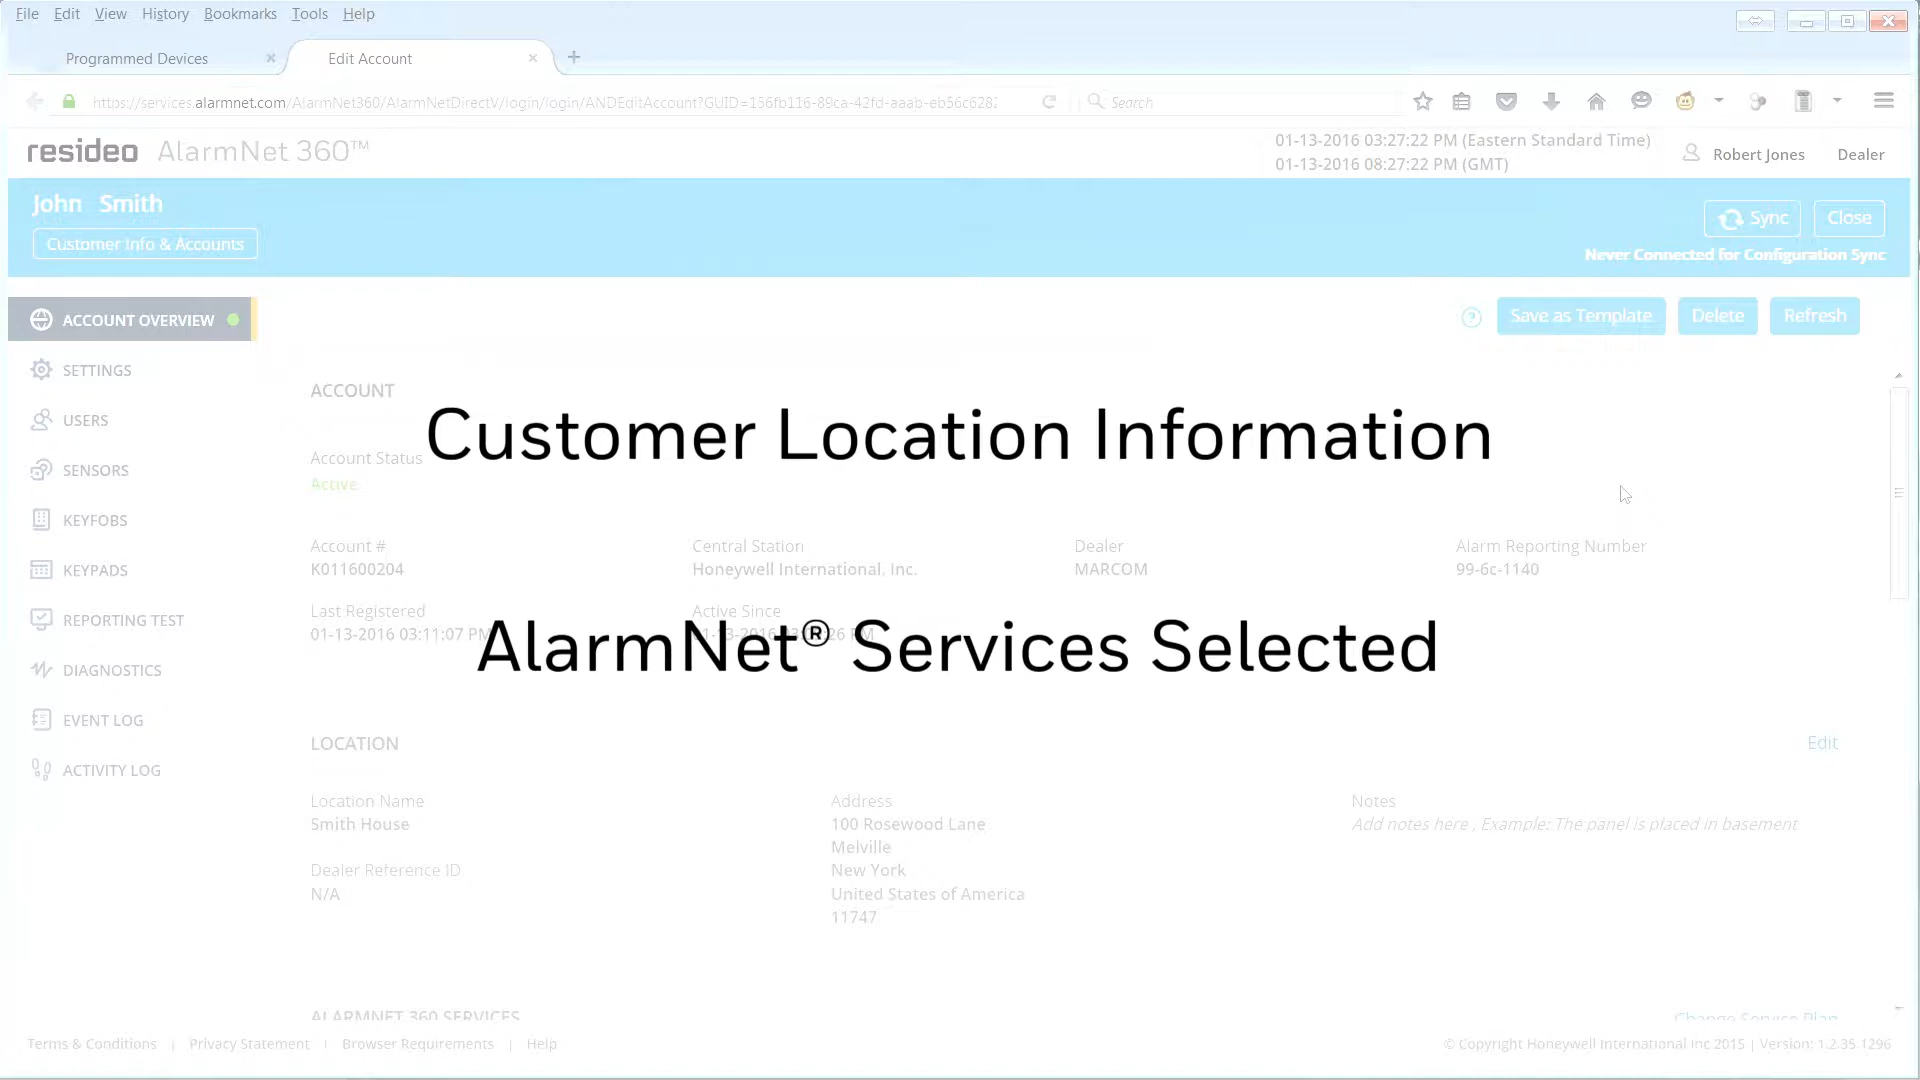 File Edit View History Bookmarks Tools Help
Programmed Devices Edit Account
https://services.alarmnet.com/AlarmNet360/AlarmNetDirectV/login/login/ANDEditAccount?GUID=156fb116-89ca-42fd-aaab-eb56c6282 Search
resideo AlarmNet 360™
01-13-2016 03:27:22 PM (Eastern Standard Time)
01-13-2016 08:27:22 PM (GMT)
Robert Jones Dealer
John Smith
Customer Info & Accounts
Sync Close
Never Connected for Configuration Sync
ACCOUNT OVERVIEW
SETTINGS
USERS
SENSORS
KEYFOBS
KEYPADS
REPORTING TEST
DIAGNOSTICS
EVENT LOG
ACTIVITY LOG
? Save as Template Delete Refresh
ACCOUNT
Customer Location Information
Account Status
Active
Account # Central Station Dealer Alarm Reporting Number
K011600204 Honeywell International, Inc. MARCOM 99-6c-1140
Last Registered Active Since
01-13-2016 03:11:07 PM
AlarmNet® Services Selected
LOCATION Edit
Location Name
Smith House
Dealer Reference ID
N/A
Address
100 Rosewood Lane
Melville
New York
United States of America
11747
Notes
Add notes here , Example: The panel is placed in basement
ALARMNET 360 SERVICES Change Service Plan
Terms & Conditions | Privacy Statement | Browser Requirements | Help
© Copyright Honeywell International Inc 2015 | Version: 1.2.35.1296